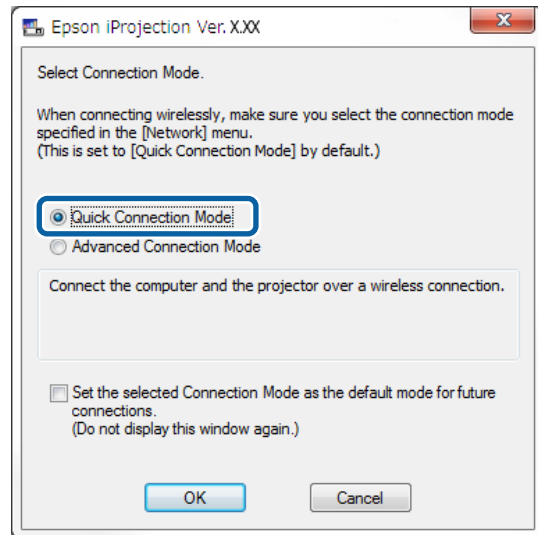 Epson iProjection Ver. X.XX
Select Connection Mode.
When connecting wirelessly, make sure you select the connection mode
specified in the [Network] menu.
(This is set to [Quick Connection Mode] by default.)
Quick Connection Mode
Advanced Connection Mode
Connect the computer and the projector over a wireless connection.
Set the selected Connection Mode as the default mode for future
connections.
(Do not display this window again.)
OK
Cancel